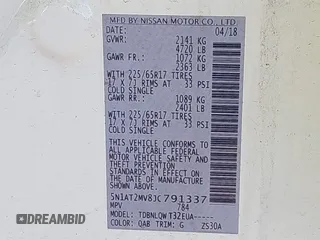 MFD BY NISSAN MOTOR CO., LTD.
DATE: 04/18
GVWR: 2141 KG
4720 LB
GAWR FR: 1072 KG
2363 LB
WITH 225/65R17 TIRES
17 X 7J RIMS AT 33 PSI
COLD SINGLE
GAWR RR: 1089 KG
2401 LB
WITH 225/65R17 TIRES
17 X 7J RIMS AT 33 PSI
COLD SINGLE
THIS VEHICLE CONFORMS TO ALL
APPLICABLE FEDERAL MOTOR
VEHICLE SAFETY, BUMPER, AND
THEFT PREVENTION STANDARDS
IN EFFECT ON THE DATE OF
MANUFACTURE SHOWN ABOVE.
5N1AT2MV8JC791337
MPV 784
MODEL: TDBNLQWT32EUA-----
COLOR: QAB TRIM: G ZS30A